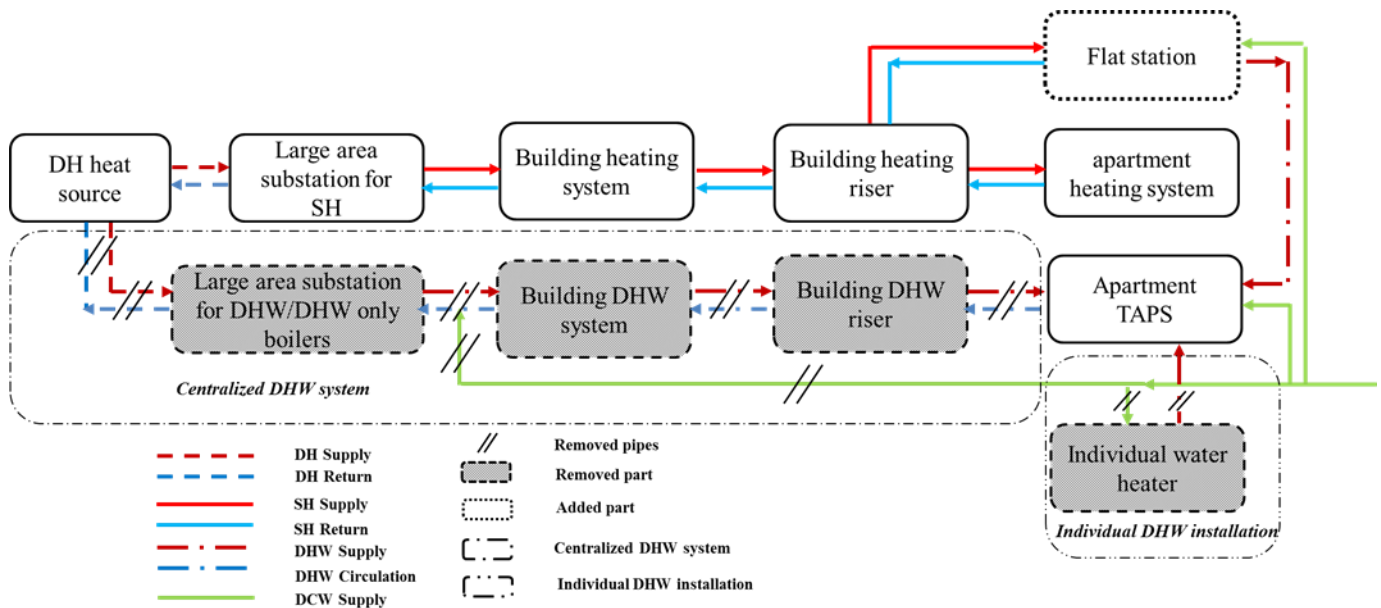 Flat station
DH heat
source
Large area
substation for
SH
Building heating
system
Building heating
riser
apartment
heating system
Large area substation
for DHW/DHW only
boilers
Building DHW
system
Building DHW
riser
Apartment
TAPS
Centralized DHW system
Individual water
heater
Individual DHW installation
DH Supply
DH Return
SH Supply
SH Return
DHW Supply
DHW Circulation
DCW Supply
Removed pipes
Removed part
Added part
Centralized DHW system
Individual DHW installation